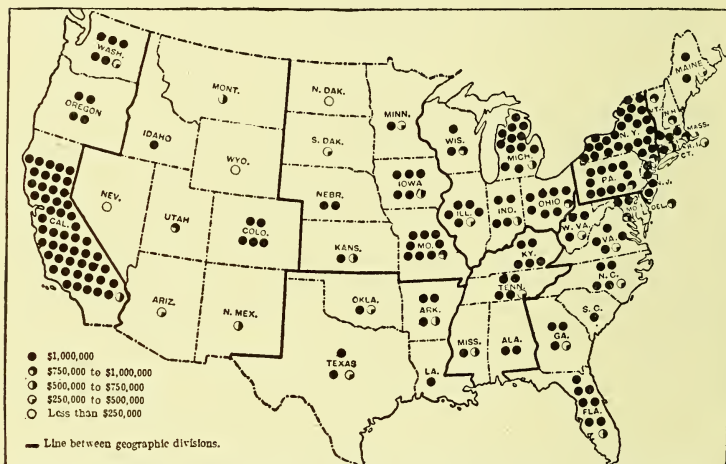 WASH.
OREGON
CAL.
NEV.
IDAHO
MONT.
WYO.
UTAH
COLO.
ARIZ.
N. MEX.
N. DAK.
S. DAK.
NEBR.
KANS.
OKLA.
TEXAS
MINN.
IOWA
MO.
ARK.
LA.
WIS.
ILL.
MICH.
IND.
OHIO
KY.
TENN.
MISS.
ALA.
GA.
FLA.
S. C.
N.C.
VA.
W. VA.
MD.
DEL.
PA.
N.J.
N.Y.
CT.
R.I.
MASS.
N.H.
VT.
MAINE
$1,000,000
$750,000 to $1,000,000
$500,000 to $750,000
$250,000 to $500,000
Less than $250,000
Line between geographic divisions.